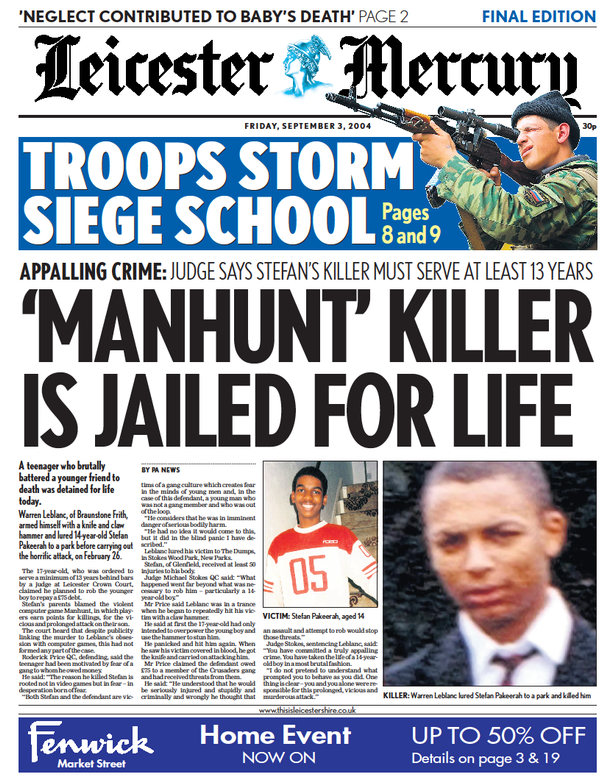 'NEGLECT CONTRIBUTED TO BABY'S DEATH' PAGE 2
FINAL EDITION
Leicester Mercury
FRIDAY, SEPTEMBER 3, 2004
30p
TROOPS STORM
SIEGE SCHOOL
Pages
8 and 9
APPALLING CRIME: JUDGE SAYS STEFAN'S KILLER MUST SERVE AT LEAST 13 YEARS
'MANHUNT' KILLER
IS JAILED FOR LIFE
A teenager who brutally
battered a younger friend to
death was detained for life
today.
Warren Leblanc, of Braunstone Frith,
armed himself with a knife and claw
hammer and lured 14-year-old Stefan
Pakeerah to a park before carrying out
the horrific attack, on February 26.
The 17-year-old, who was ordered to
serve a minimum of 13 years behind bars
by a judge at Leicester Crown Court,
claimed he planned to rob the younger
boy to repay a £75 debt.
Stefan's parents blamed the violent
computer game Manhunt, in which play-
ers earn points for killings, for the vi-
cious and prolonged attack on their son.
The court heard that despite publicity
linking the murder to Leblanc's obses-
sion with computer games, this had not
formed any part of the case.
Roderick Price QC, defending, said the
teenager had been motivated by fear of a
gang to whom he owed money.
He said: "The reason he killed Stefan is
rooted not in video games but in fear – in
desperation born of fear.
"Both Stefan and the defendant are vic-
BY PA NEWS
tims of a gang culture which creates fear
in the minds of young men and, in the
case of this defendant, a young man who
was not a gang member and who was out
of the loop.
"He considers that he was in imminent
danger of serious bodily harm.
"He had no idea it would come to this,
but it did in the blind panic I have de-
scribed."
Leblanc lured his victim to The Dumps,
in Stokes Wood Park, New Parks.
Stefan, of Glenfield, received at least 50
injuries to his body.
Judge Michael Stokes QC said: "What
happened went far beyond what was ne-
cessary to rob him – particularly a 14-
year-old boy."
Mr Price said Leblanc was in a trance
when he began to repeatedly hit his vic-
tim with a claw hammer.
He said at first the 17-year-old had only
intended to overpower the young boy and
use the hammer to stun him.
He panicked and hit him again. When
he saw his victim covered in blood, he got
the knife and carried on attacking him.
Mr Price claimed the defendant owed
£75 to a member of the Crusaders gang
and had received threats from them.
He said: "He understood that he would
be seriously injured and stupidly and
criminally and wrongly he thought that
05
VICTIM: Stefan Pakeerah, aged 14
an assault and attempt to rob would stop
those threats."
Judge Stokes, sentencing Leblanc, said:
"You have committed a truly appalling
crime. You have taken the life of a 14-year-
old boy in a most brutal fashion.
"I do not pretend to understand what
prompted you to behave as you did. One
thing is clear – you and you alone were re-
sponsible for this prolonged, vicious and
murderous attack."
KILLER: Warren Leblanc lured Stefan Pakeerah to a park and killed him
www.thisisleicestershire.co.uk
Fenwick
Market Street
Home Event
NOW ON
UP TO 50% OFF
Details on page 3 & 19